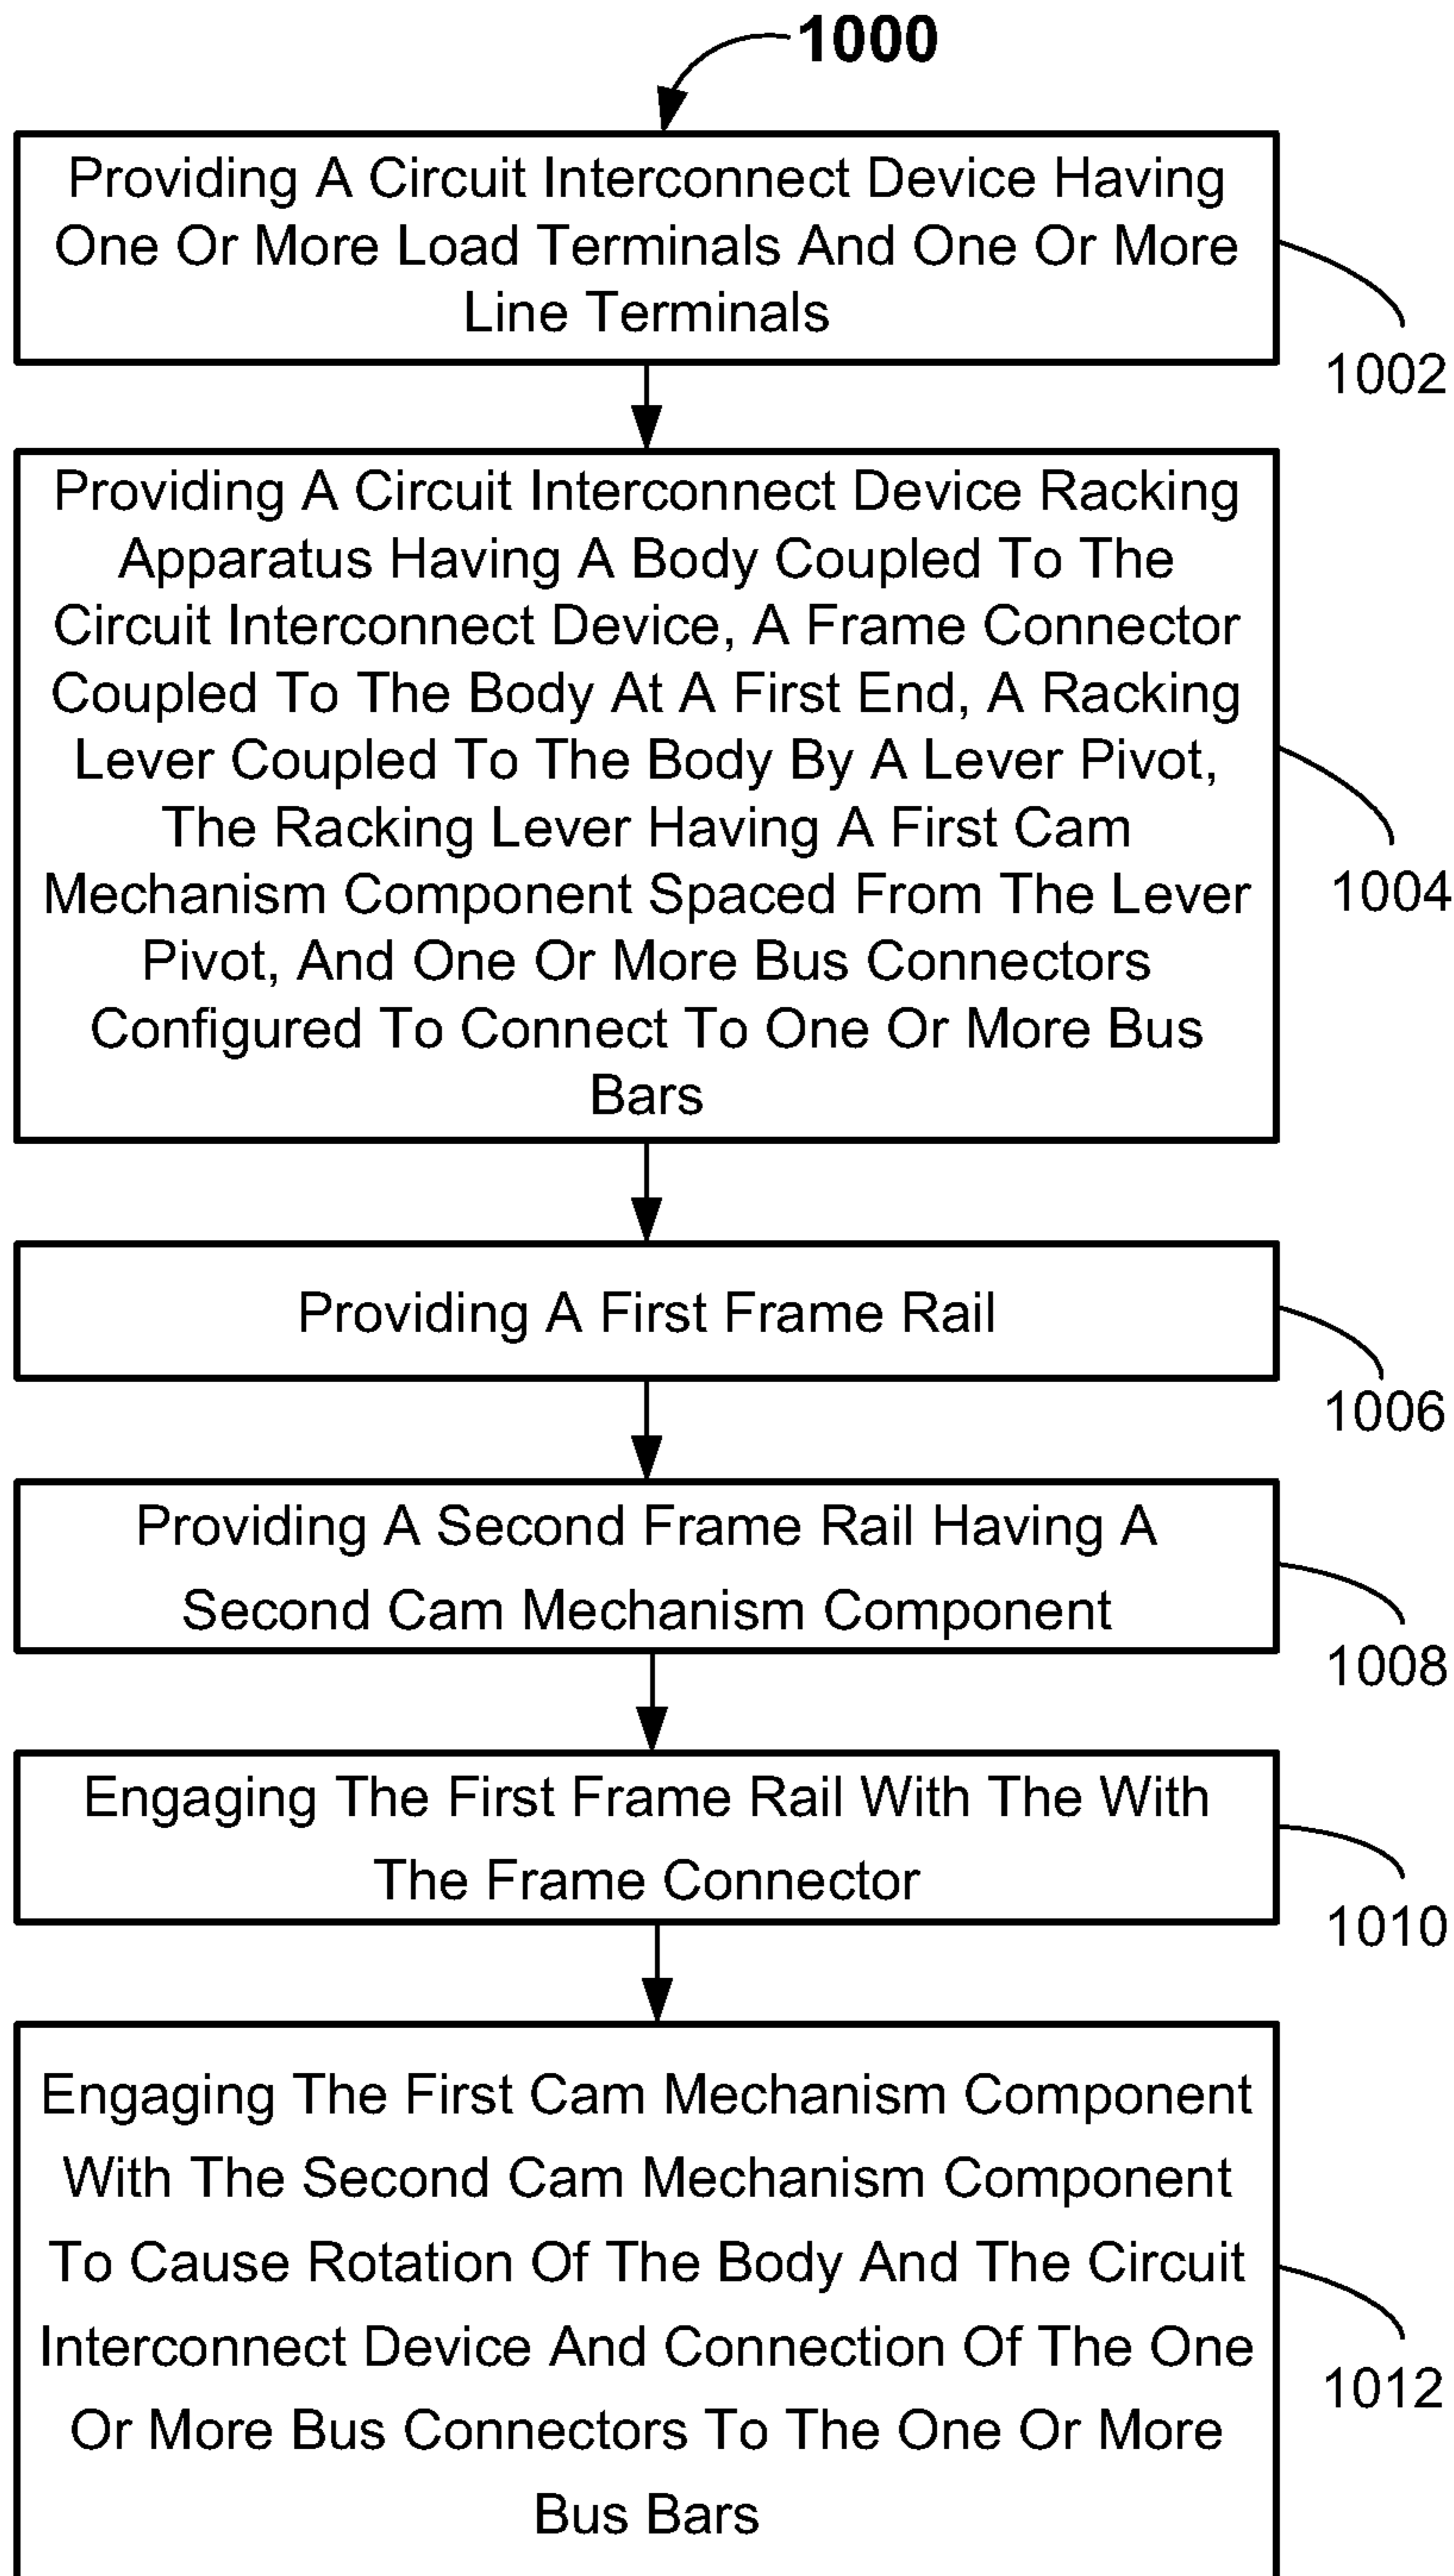 1000
Providing A Circuit Interconnect Device Having
One Or More Load Terminals And One Or More
Line Terminals
1002
Providing A Circuit Interconnect Device Racking
Apparatus Having A Body Coupled To The
Circuit Interconnect Device, A Frame Connector
Coupled To The Body At A First End, A Racking
Lever Coupled To The Body By A Lever Pivot,
The Racking Lever Having A First Cam
Mechanism Component Spaced From The Lever
Pivot, And One Or More Bus Connectors
Configured To Connect To One Or More Bus
Bars
1004
Providing A First Frame Rail
1006
Providing A Second Frame Rail Having A
Second Cam Mechanism Component
1008
Engaging The First Frame Rail With The With
The Frame Connector
1010
Engaging The First Cam Mechanism Component
With The Second Cam Mechanism Component
To Cause Rotation Of The Body And The Circuit
Interconnect Device And Connection Of The One
Or More Bus Connectors To The One Or More
Bus Bars
1012